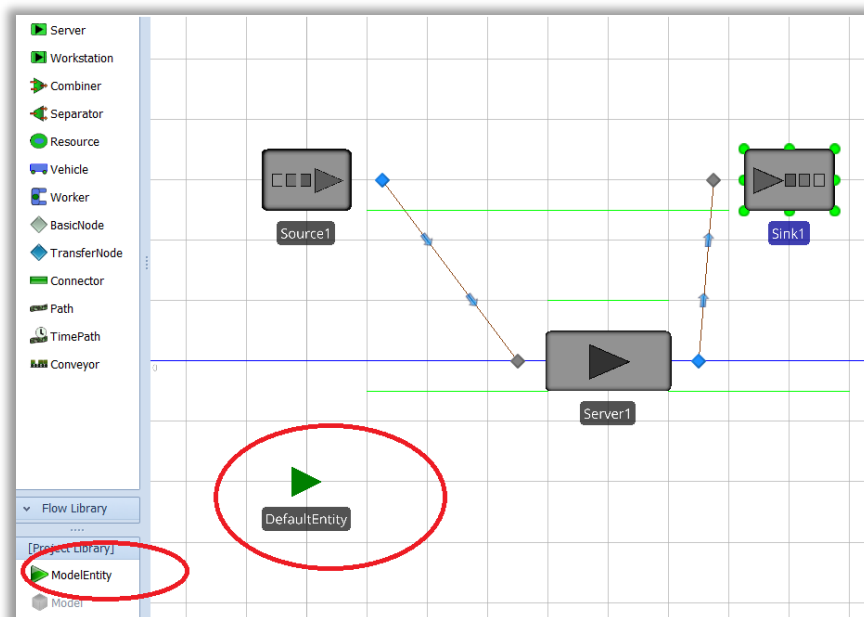 Server
Workstation
Combiner
Separator
Resource
Vehicle
Worker
BasicNode
TransferNode
Connector
Path
TimePath
Conveyor
Flow Library
[Project Library]
ModelEntity
Model
Source1
Sink1
0
Server1
DefaultEntity